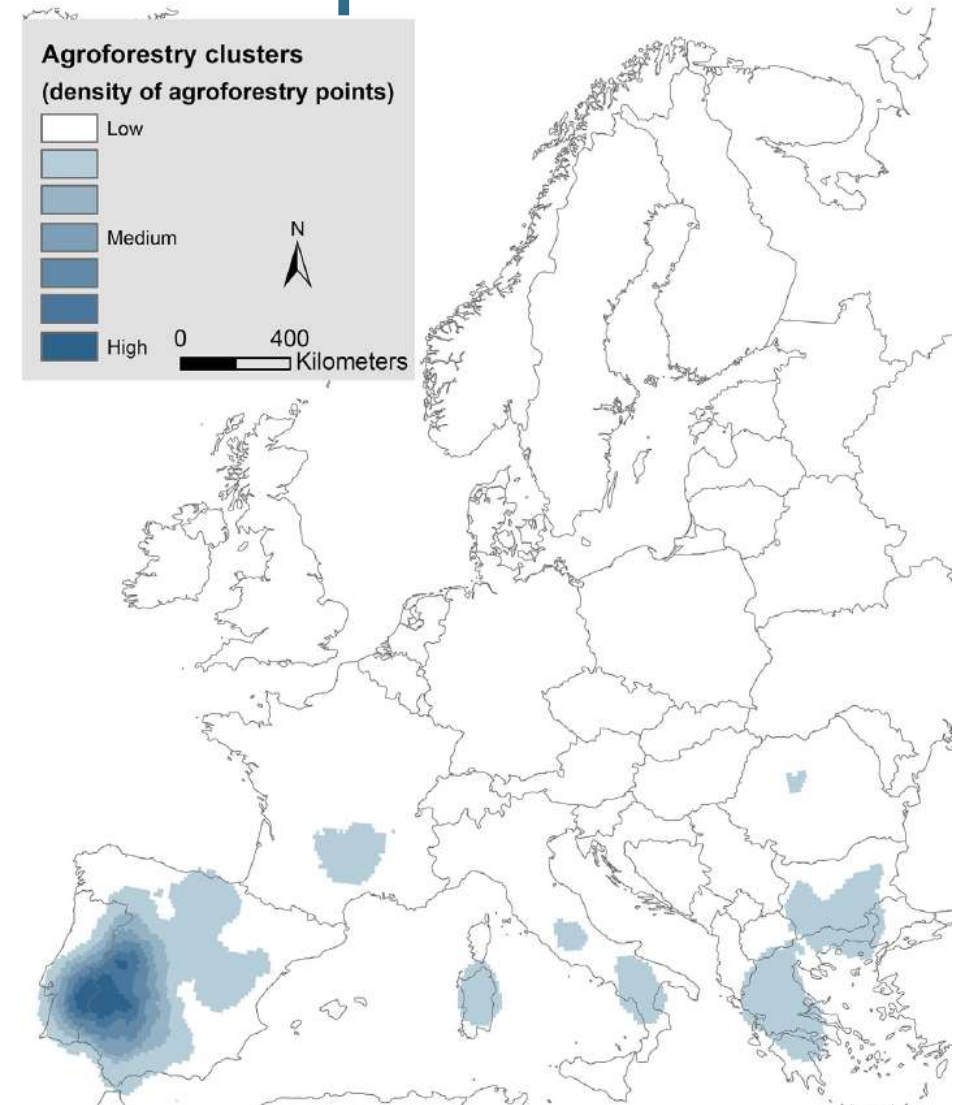 Agroforestry clusters
(density of agroforestry points)
Low
Medium
High
N
0 400
Kilometers